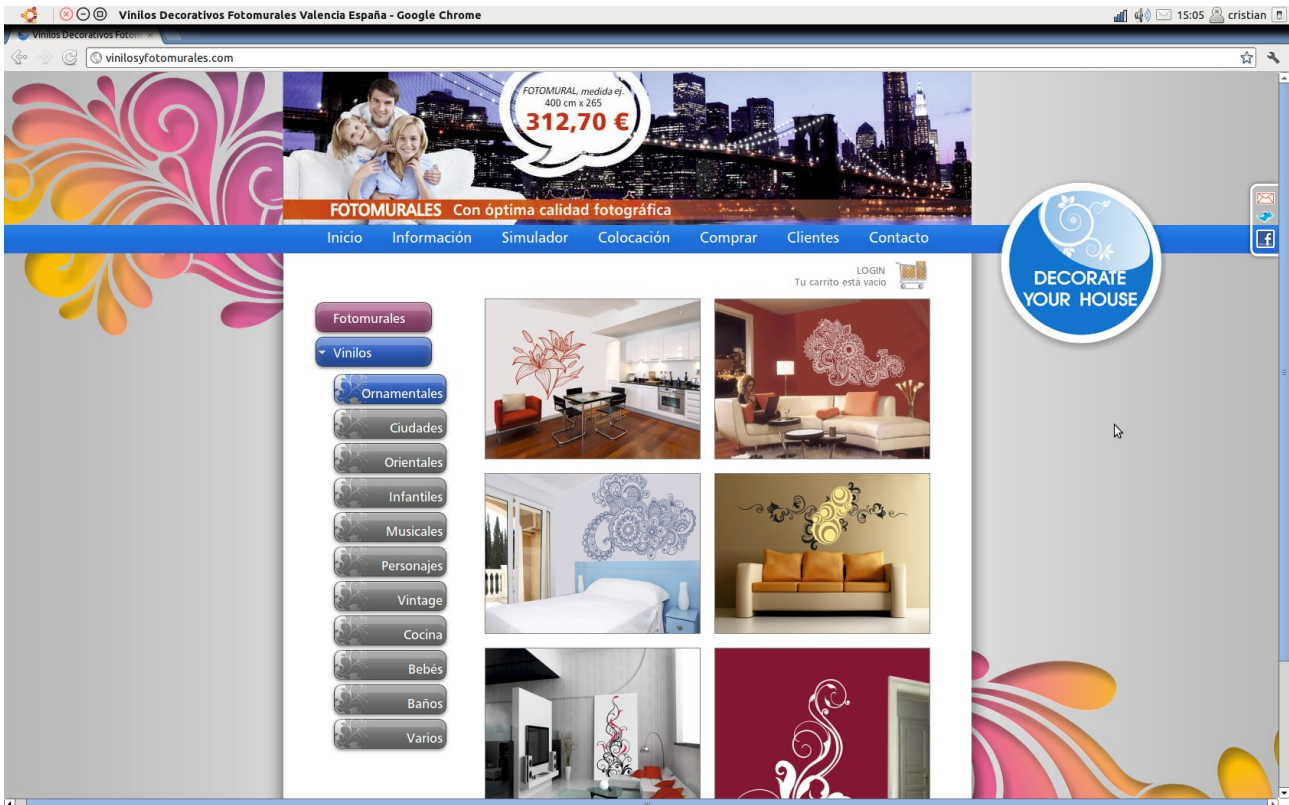 Vinilos Decorativos Fotomurales Valencia España - Google Chrome
15:05 cristian
Vinilos Decorativos Fotom
vinilosyfotomurales.com
FOTOMURAL, medida ej.
400 cm x 265
312,70 €
FOTOMURALES Con óptima calidad fotográfica
Inicio Información Simulador Colocación Comprar Clientes Contacto
LOGIN
Tu carrito está vacio
DECORATE
YOUR HOUSE
Fotomurales
Vinilos
Ornamentales
Ciudades
Orientales
Infantiles
Musicales
Personajes
Vintage
Cocina
Bebés
Baños
Varios